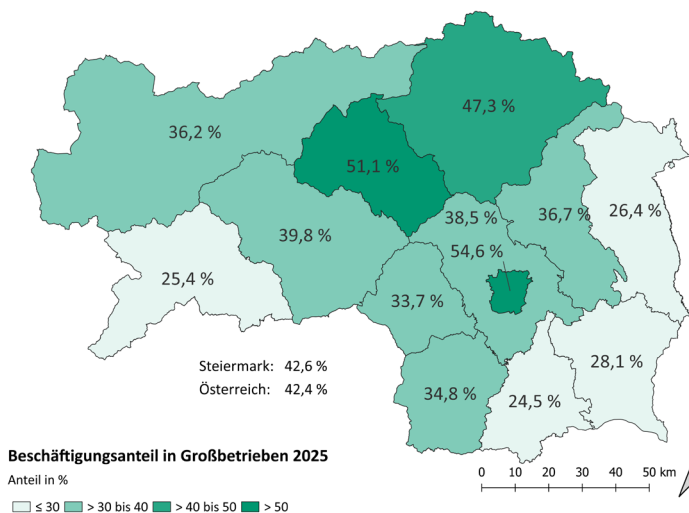 47,3 %
36,2 %
51,1 %
38,5 %
36,7 %
26,4 %
39,8 %
54,6 %
25,4 %
33,7 %
28,1 %
Steiermark: 42,6 %
Österreich: 42,4 %
34,8 %
24,5 %
Beschäftigungsanteil in Großbetrieben 2025
Anteil in %
0 10 20 30 40 50 km
≤ 30 > 30 bis 40 > 40 bis 50 > 50